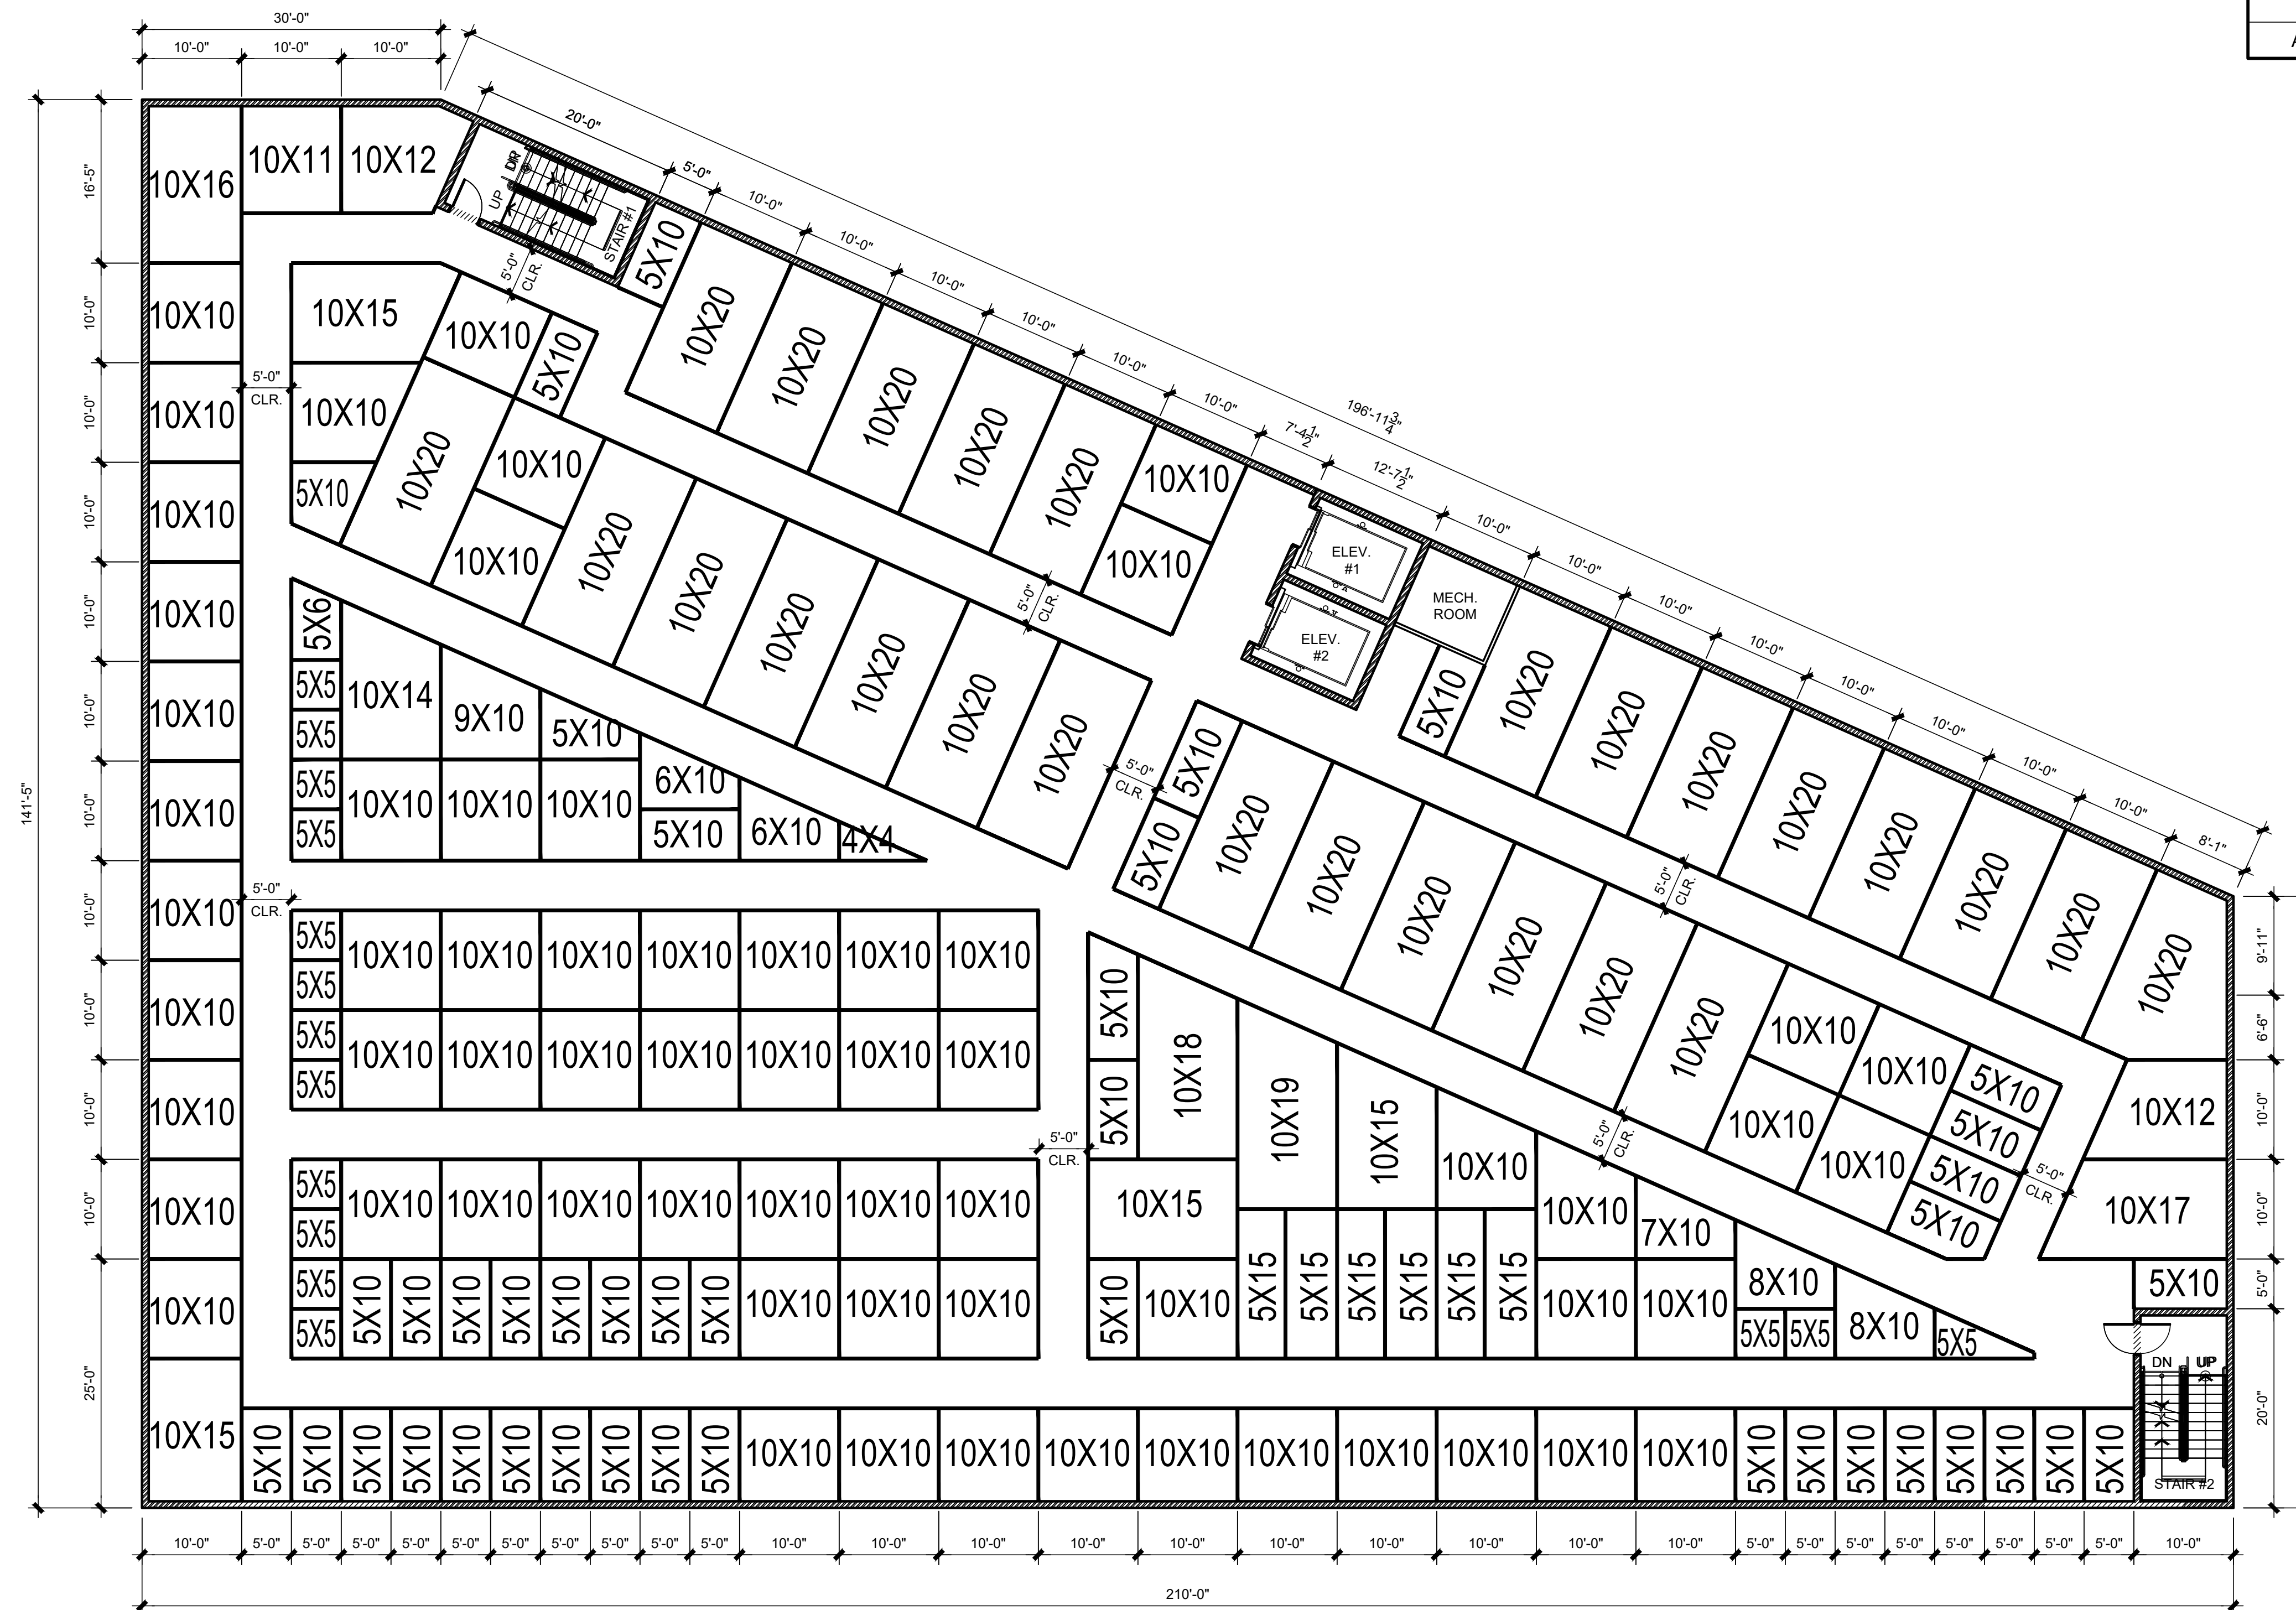 30'-0"
10'-0" 10'-0" 10'-0"
A
20'-0"
5'-0"
10'-0"
10'-0"
10'-0"
10'-0"
10'-0"
10'-0"
7'-4 1/2"
12'-7 1/2"
196'-11 3/4"
10'-0"
10'-0"
10'-0"
10'-0"
10'-0"
10'-0"
10'-0"
10'-0"
8'-1"
141'-5"
16'-5"
10'-0"
10'-0"
10'-0"
10'-0"
10'-0"
10'-0"
10'-0"
10'-0"
10'-0"
10'-0"
25'-0"
10X16 10X11 10X12
DN
UP
STAIR #1
5'-0"
CLR.
5X10
10X20
10X20
10X20
10X20
10X20
10X10
10X10
10X10
10X10
10X10
10X10
10X10
10X10
10X10
10X10
10X10
10X10
10X10
10X15
5'-0"
CLR.
10X15
10X10
5X10
10X10
5X10
10X20
10X10
10X10
10X20
10X20
10X20
10X20
10X20
10X20
5'-0"
CLR.
ELEV.
#1
ELEV.
#2
MECH.
ROOM
5X10
10X20
10X20
10X20
10X20
10X20
10X20
10X20
10X20
5X6
5X5
5X5
5X5
5X5
10X14
9X10
5X10
10X10 10X10 10X10
6X10
5X10
6X10
4X4
5'-0"
CLR.
5X10
5X10
10X20
10X20
10X20
10X20
10X20
10X20
10X10
10X10
10X10
10X10
5X10
5X10
5X10
5X10
5'-0"
CLR.
5'-0"
CLR.
5'-0"
CLR.
9'-11"
6'-6"
10'-0"
10'-0"
5'-0"
20'-0"
10X12
10X17
5X10
5'-0"
CLR.
5X5
5X5
10X10 10X10 10X10 10X10 10X10 10X10 10X10
5X5
5X5
10X10 10X10 10X10 10X10 10X10 10X10 10X10
5'-0"
CLR.
5X5
5X5
10X10 10X10 10X10 10X10 10X10 10X10 10X10
5X5
5X5
5X10 5X10 5X10 5X10 5X10 5X10 5X10 5X10 10X10 10X10 10X10
5X10
5X10
10X18
10X15
5X10 10X10
10X19
10X15
10X10
5X15 5X15 5X15 5X15 5X15 5X15
10X10
7X10
10X10 10X10
8X10
5X5 5X5
8X10
5X5
DN UP
STAIR #2
5X10 5X10 5X10 5X10 5X10 5X10 5X10 5X10 5X10 5X10 10X10 10X10 10X10 10X10 10X10 10X10 10X10 10X10 10X10 10X10 5X10 5X10 5X10 5X10 5X10 5X10 5X10 5X10
10'-0" 5'-0" 5'-0" 5'-0" 5'-0" 5'-0" 5'-0" 5'-0" 5'-0" 5'-0" 5'-0" 10'-0" 10'-0" 10'-0" 10'-0" 10'-0" 10'-0" 10'-0" 10'-0" 10'-0" 10'-0" 5'-0" 5'-0" 5'-0" 5'-0" 5'-0" 5'-0" 5'-0" 5'-0" 10'-0"
210'-0"